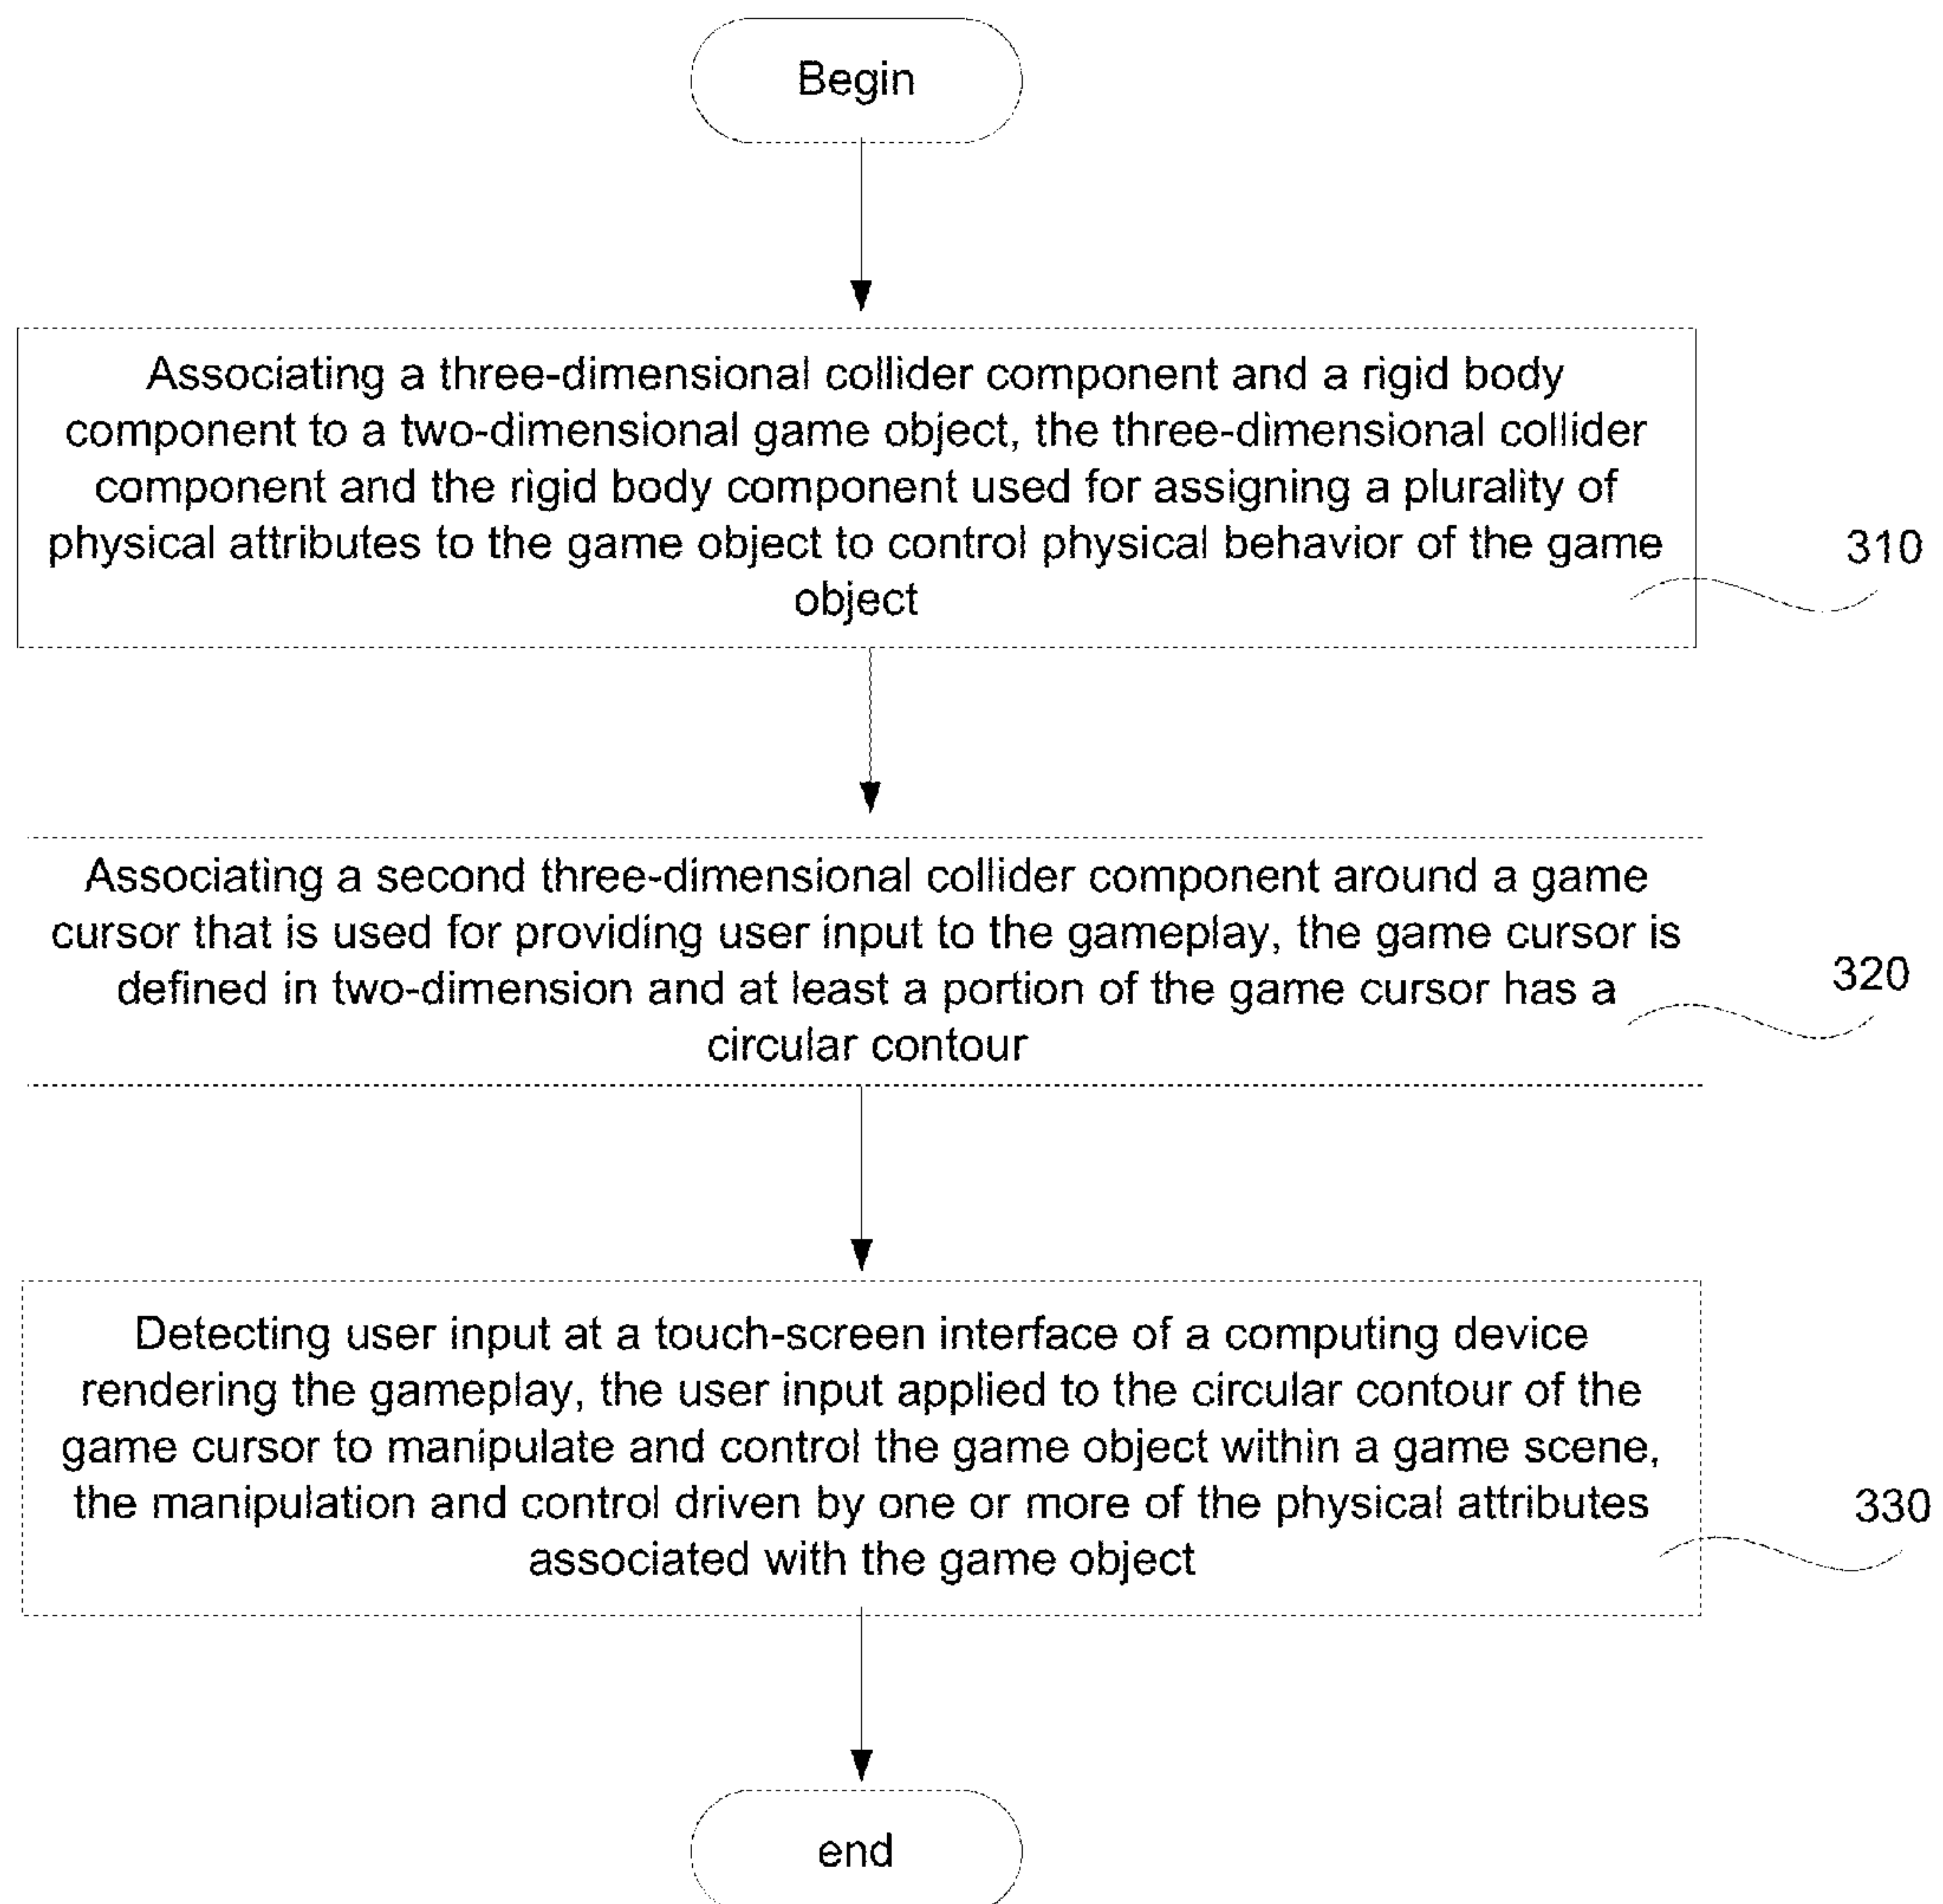 Begin
Associating a three-dimensional collider component and a rigid body
component to a two-dimensional game object, the three-dimensional collider
component and the rigid body component used for assigning a plurality of
physical attributes to the game object to control physical behavior of the game
object
310
Associating a second three-dimensional collider component around a game
cursor that is used for providing user input to the gameplay, the game cursor is
defined in two-dimension and at least a portion of the game cursor has a
circular contour
320
Detecting user input at a touch-screen interface of a computing device
rendering the gameplay, the user input applied to the circular contour of the
game cursor to manipulate and control the game object within a game scene,
the manipulation and control driven by one or more of the physical attributes
associated with the game object
330
end